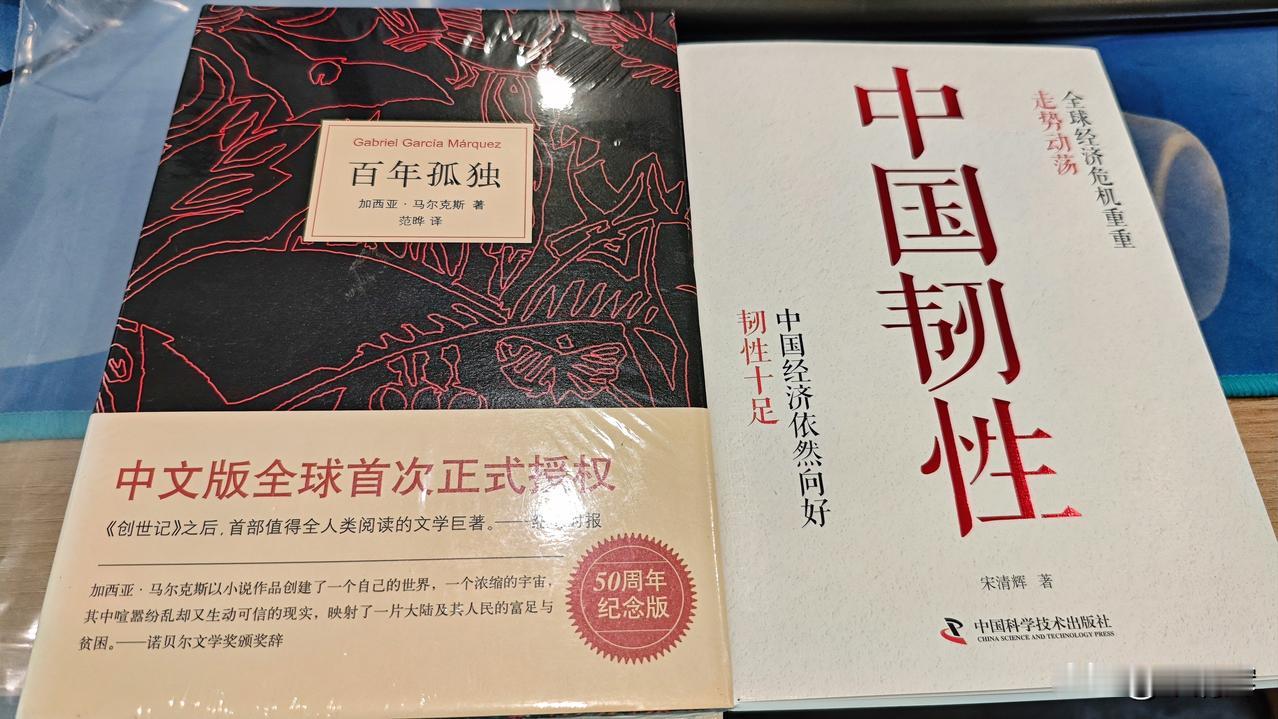 Gabriel García Márquez
百年孤独
加西亚·马尔克斯 著
范晔 译
中文版全球首次正式授权
《创世记》之后,首部值得全人类阅读的文学巨著。——纽约时报
加西亚·马尔克斯以小说作品创建了一个自己的世界,一个浓缩的宇宙,
其中喧嚣纷乱却又生动可信的现实,映射了一片大陆及其人民的富足与
贫困。——诺贝尔文学奖颁奖辞
50周年
纪念版
中国韧性
全球经济危机重重
走势动荡
中国经济依然向好
韧性十足
宋清辉 著
中国科学技术出版社
CHINA SCIENCE AND TECHNOLOGY PRESS